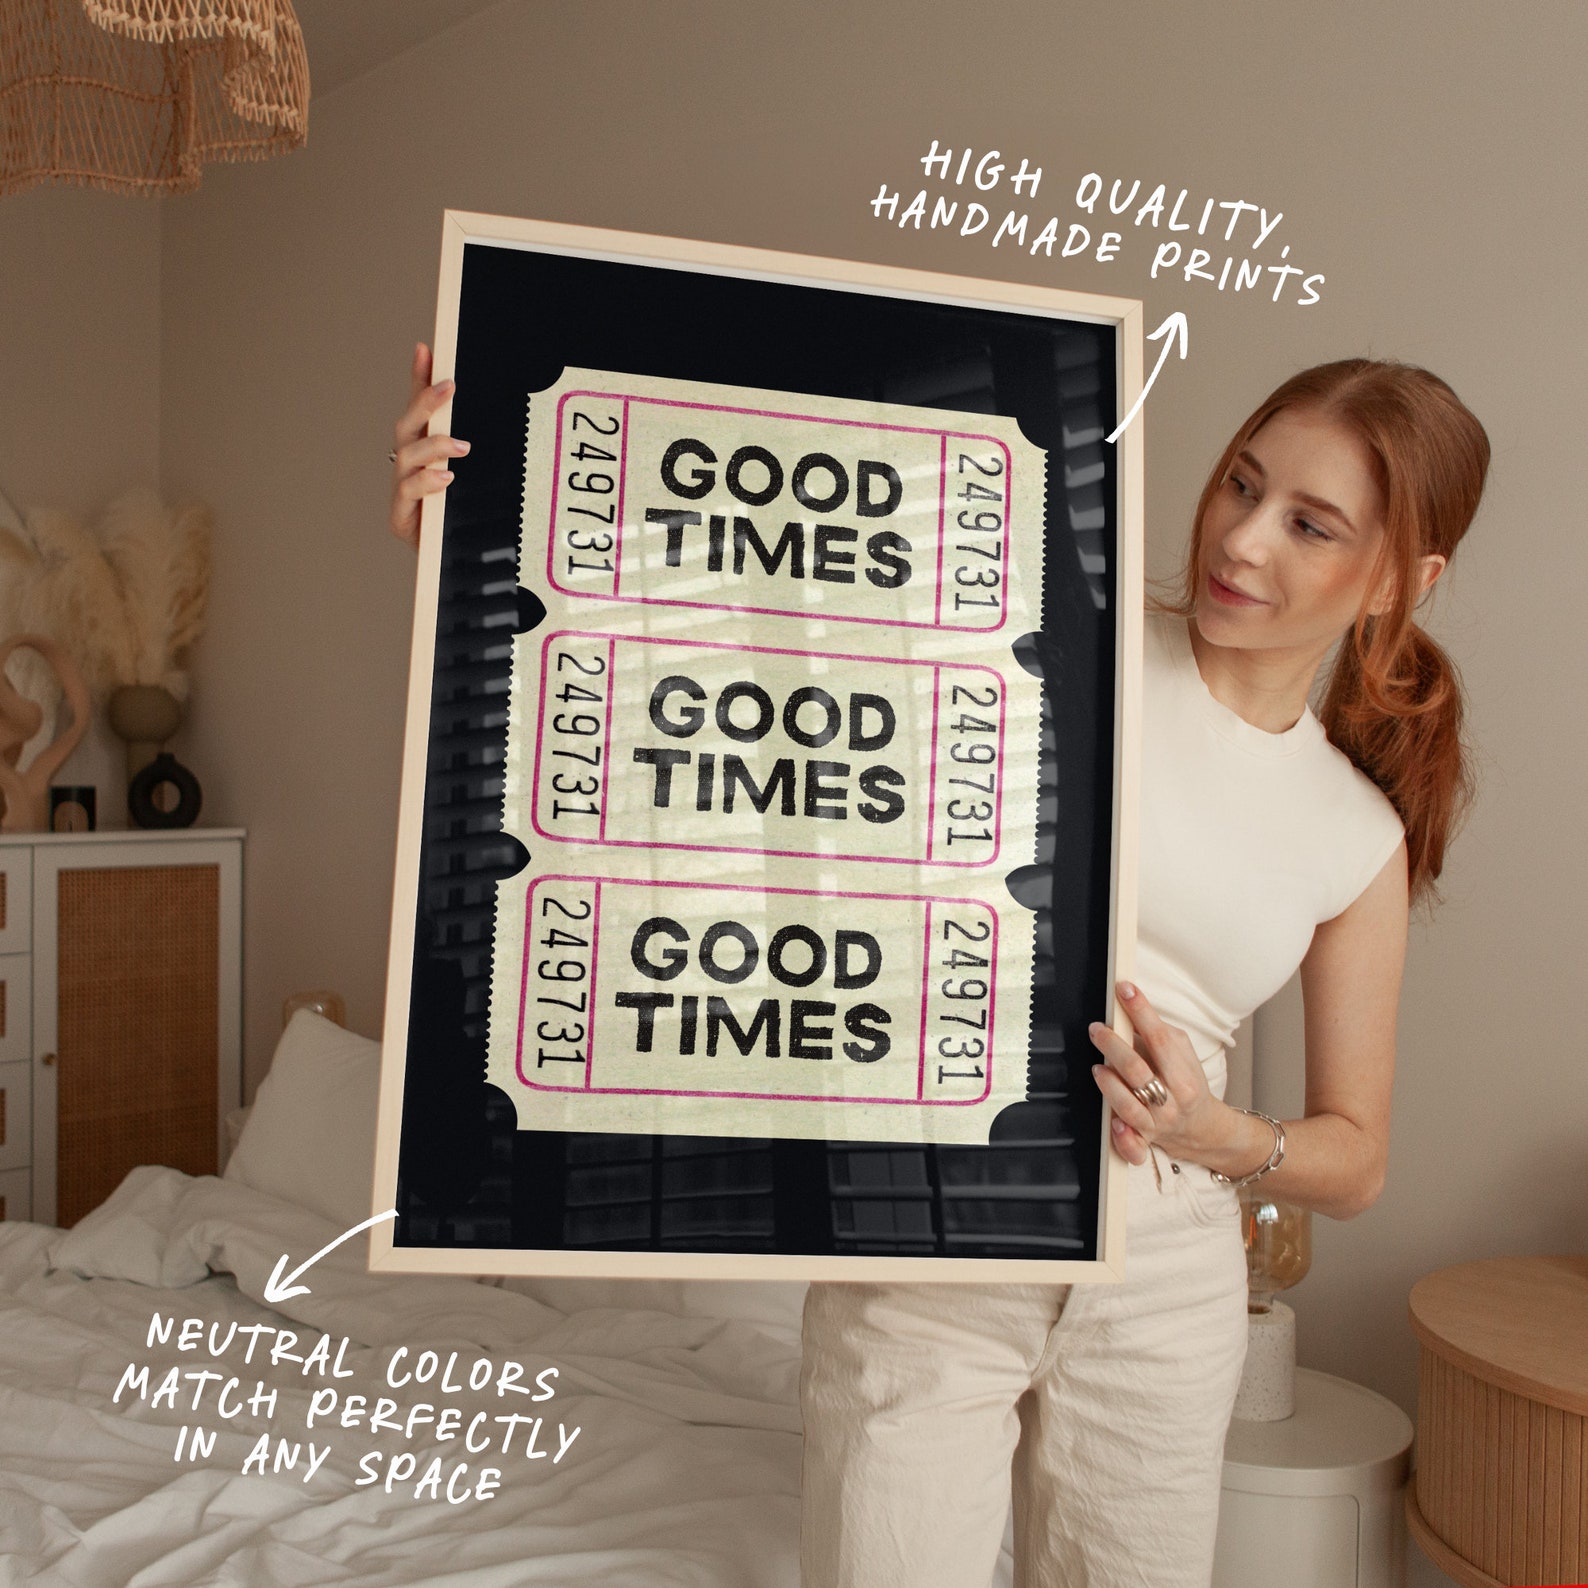 HIGH QUALITY,
HANDMADE PRINTS
249731
GOOD
TIMES
249731
249731
GOOD
TIMES
249731
249731
GOOD
TIMES
249731
NEUTRAL COLORS
MATCH PERFECTLY
IN ANY SPACE